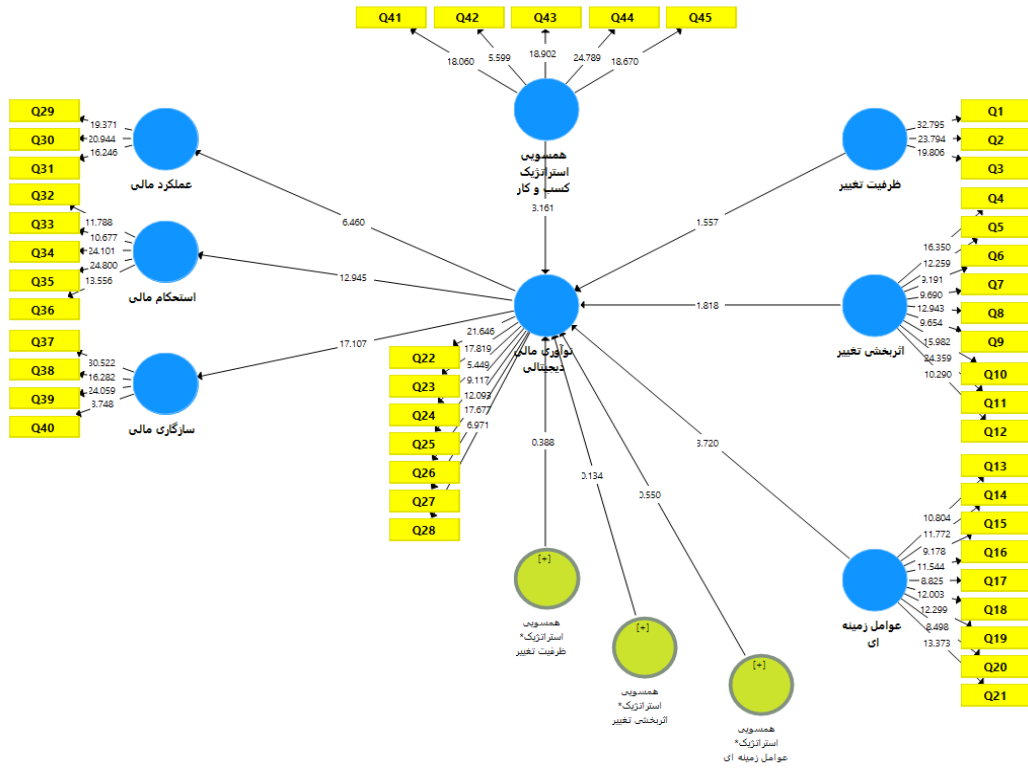 Q41
Q42
Q43
Q44
Q45
18.060
5.599
18.902
24.789
18.670
همسویی
استراتژیک
کسب و کار
3.161
Q29
Q30
Q31
19.371
20.944
16.246
عملکرد مالی
6.460
Q32
Q33
Q34
Q35
Q36
11.788
10.677
24.101
24.800
13.556
استحکام مالی
12.945
Q37
Q38
Q39
Q40
30.522
16.282
24.059
سازگاری مالی
17.107
نوآوری مالی
دیجیتالی
21.646
17.819
5.449
9.117
12.093
17.677
6.971
Q22
Q23
Q24
Q25
Q26
Q27
Q28
Q1
Q2
Q3
32.795
23.794
19.806
ظرفیت تغییر
1.557
Q4
Q5
Q6
Q7
Q8
Q9
Q10
Q11
Q12
16.350
12.259
9.191
9.690
12.943
9.654
15.982
24.359
10.290
اثربخشی تغییر
1.818
Q13
Q14
Q15
Q16
Q17
Q18
Q19
Q20
Q21
10.804
11.772
9.178
11.544
8.825
12.003
12.299
8.498
13.373
عوامل زمینه
ای
3.720
0.388
0.134
0.550
[+]
همسویی
استراتژیک*
ظرفیت تغییر
[+]
همسویی
استراتژیک*
اثربخشی تغییر
[+]
همسویی
استراتژیک*
عوامل زمینه ای